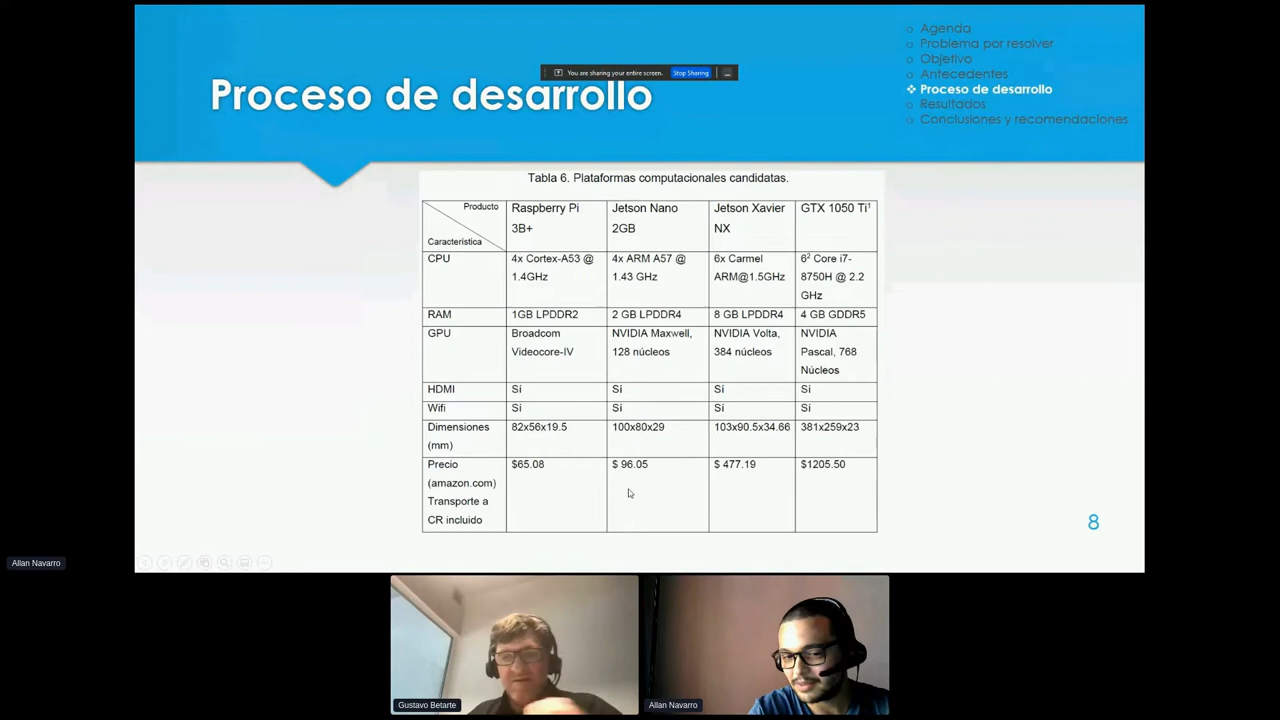 Agenda
Problema por resolver
Objetivo
Antecedentes
Proceso de desarrollo
Resultados
Conclusiones y recomendaciones
You are sharing your entire screen. Stop Sharing
Proceso de desarrollo
Tabla 6. Plataformas computacionales candidatas.
Producto
Característica
Raspberry Pi
3B+
Jetson Nano
2GB
Jetson Xavier
NX
GTX 1050 Ti¹
CPU
4x Cortex-A53 @
1.4GHz
4x ARM A57 @
1.43 GHz
6x Carmel
ARM@1.5GHz
6² Core i7-
8750H @ 2.2
GHz
RAM
1GB LPDDR2
2 GB LPDDR4
8 GB LPDDR4
4 GB GDDR5
GPU
Broadcom
Videocore-IV
NVIDIA Maxwell,
128 núcleos
NVIDIA Volta,
384 núcleos
NVIDIA
Pascal, 768
Núcleos
HDMI
Sí
Sí
Sí
Sí
Wifi
Sí
Sí
Sí
Sí
Dimensiones
(mm)
82x56x19.5
100x80x29
103x90.5x34.66
381x259x23
Precio
(amazon.com)
Transporte a
CR incluido
$65.08
$ 96.05
$ 477.19
$1205.50
8
Allan Navarro
Gustavo Betarte
Allan Navarro